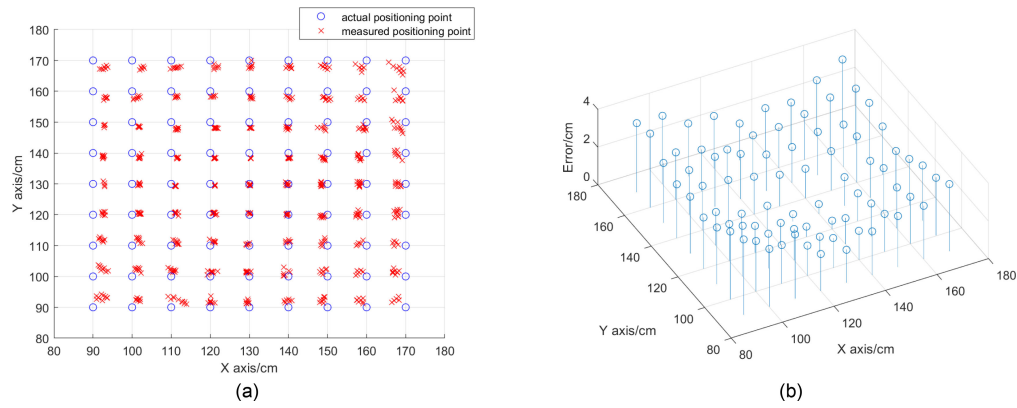 actual positioning point
measured positioning point
180
170
160
150
140
130
120
110
100
90
80
Y axis/cm
80 90 100 110 120 130 140 150 160 170 180
X axis/cm
(a)
4
2
0
Error/cm
180
160
140
120
100
80
Y axis/cm
80
100
120
140
160
180
X axis/cm
(b)